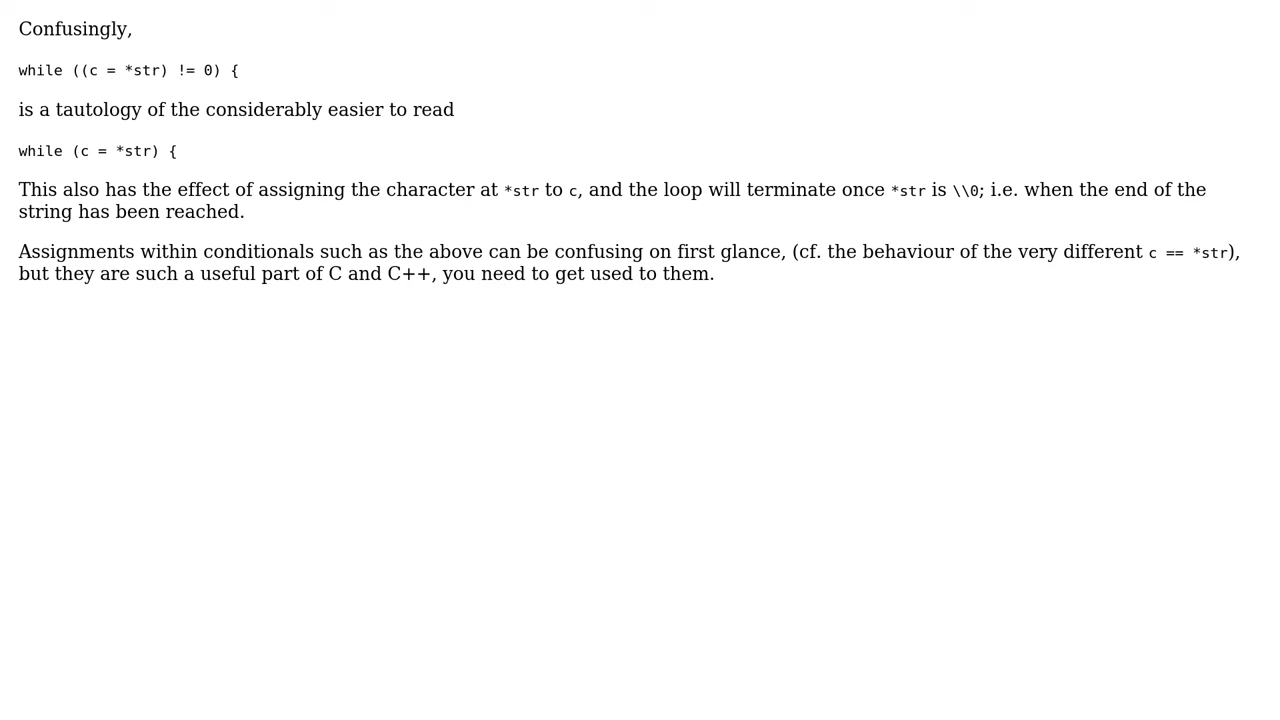 Confusingly,
while ((c = *str) != 0) {
is a tautology of the considerably easier to read
while (c = *str) {
This also has the effect of assigning the character at *str to c, and the loop will terminate once *str is \\0; i.e. when the end of the
string has been reached.
Assignments within conditionals such as the above can be confusing on first glance, (cf. the behaviour of the very different c == *str),
but they are such a useful part of C and C++, you need to get used to them.